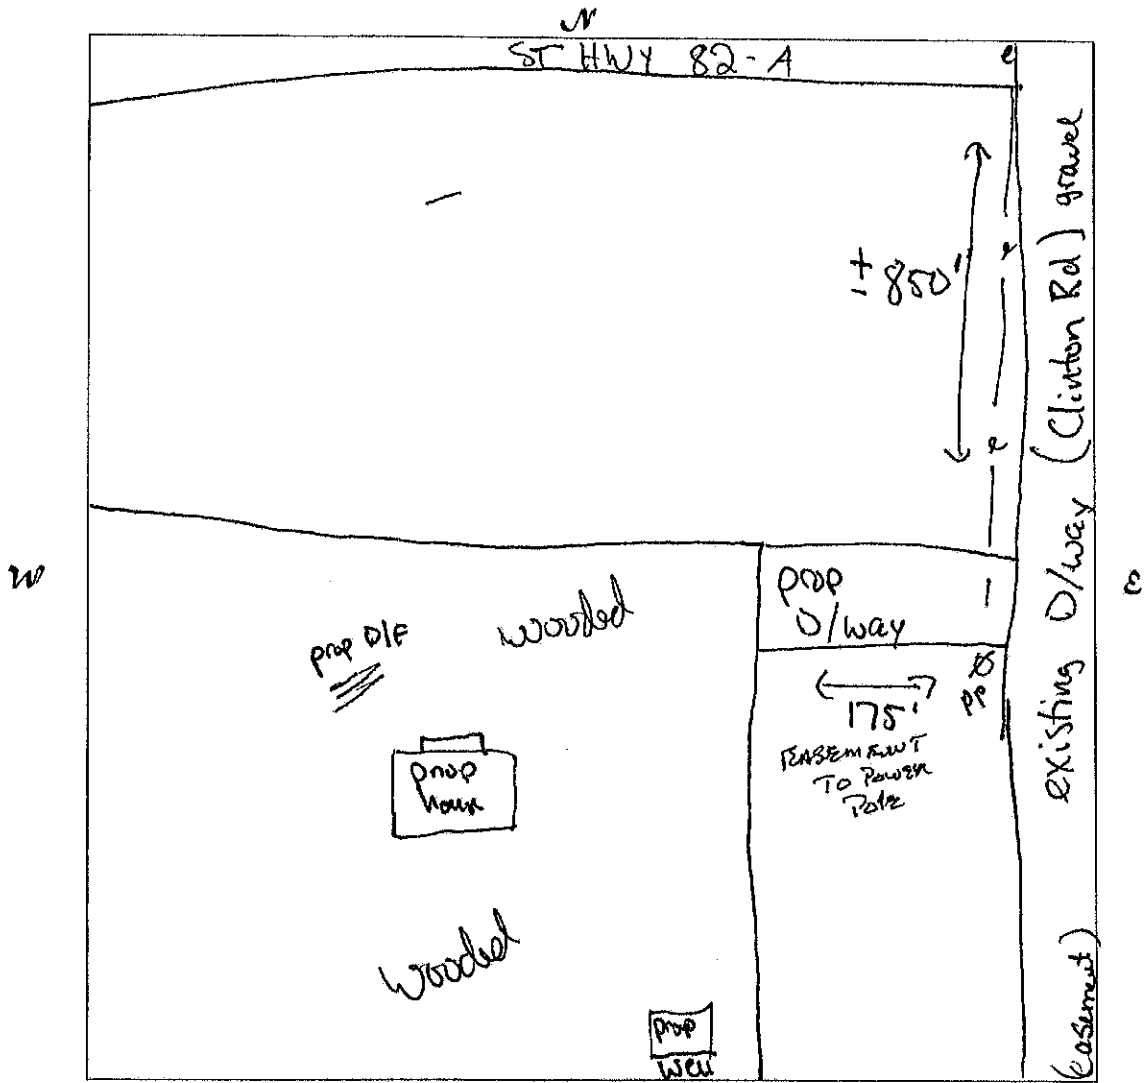 N
ST HWY 82-A
e
± 850'
e
e
existing D/way (Clinton Rd) gravel
(easement)
W
E
prop
D/way
wooded
prop D/F
PP
175'
EASEMENT
TO POWER
Pole
prop
house
wooded
prop
well